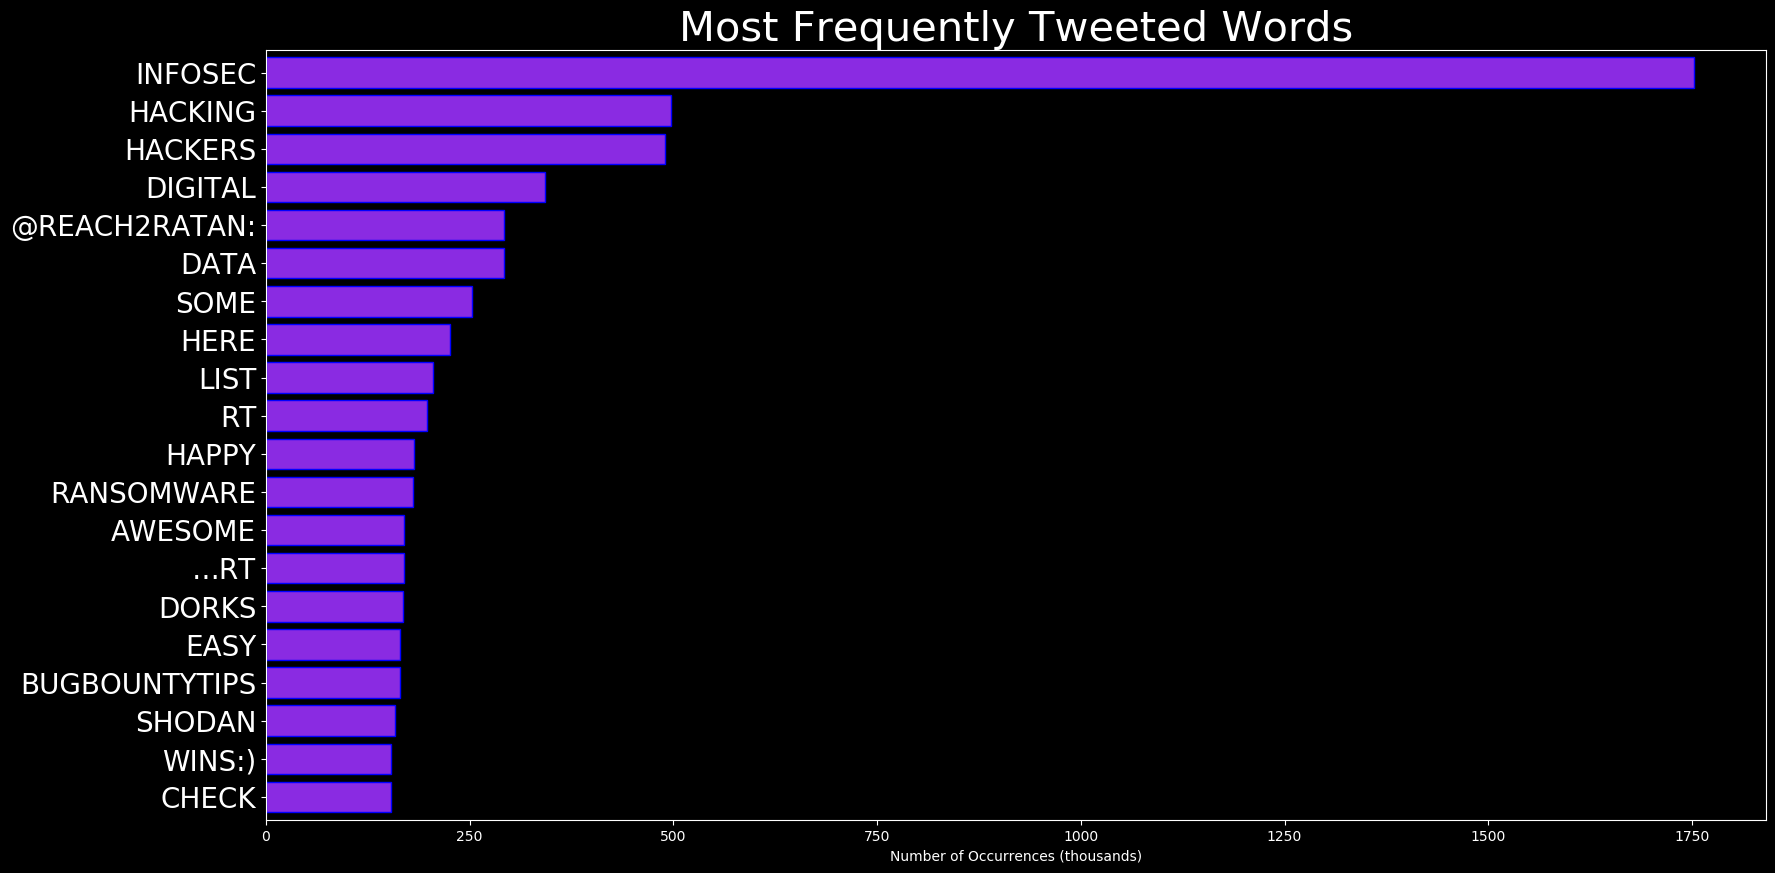 Most Frequently Tweeted Words
INFOSEC
HACKING
HACKERS
DIGITAL
@REACH2RATAN:
DATA
SOME
HERE
LIST
RT
HAPPY
RANSOMWARE
AWESOME
…RT
DORKS
EASY
BUGBOUNTYTIPS
SHODAN
WINS:)
CHECK
0 250 500 750 1000 1250 1500 1750
Number of Occurrences (thousands)